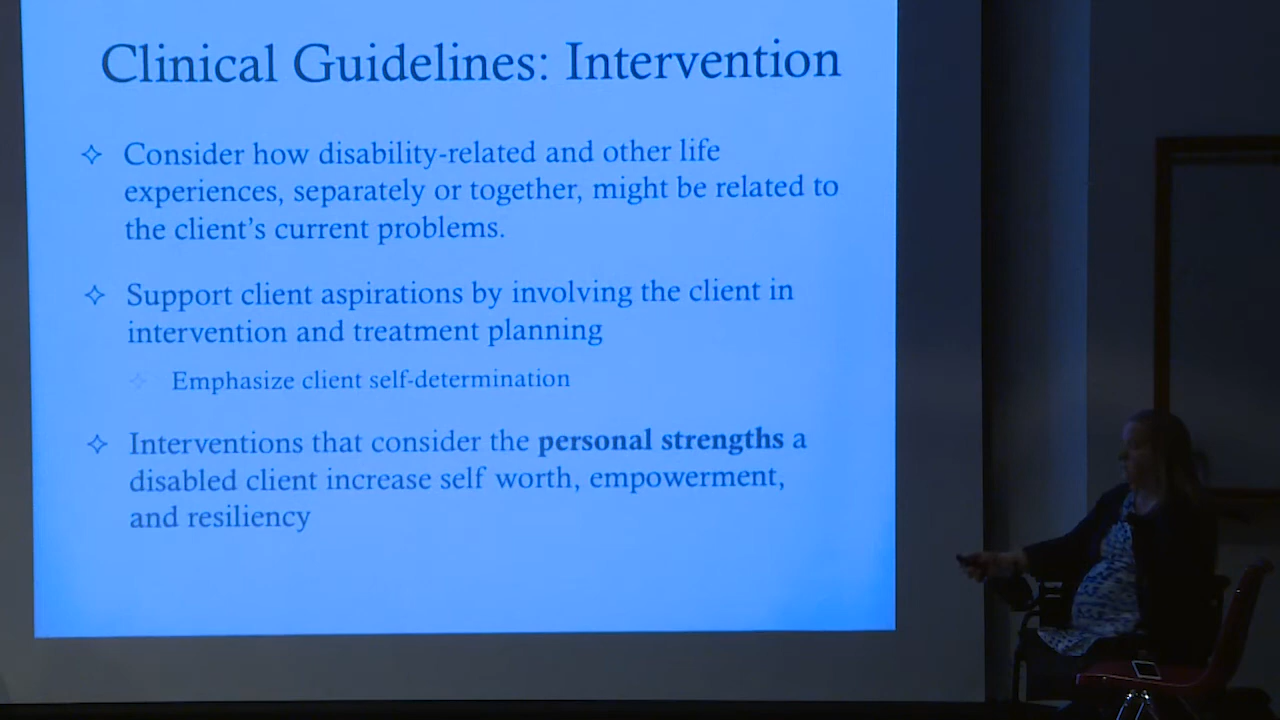 Clinical Guidelines: Intervention
Consider how disability-related and other life
experiences, separately or together, might be related to
the client's current problems.
Support client aspirations by involving the client in
intervention and treatment planning
Emphasize client self-determination
Interventions that consider the personal strengths a
disabled client increase self worth, empowerment,
and resiliency